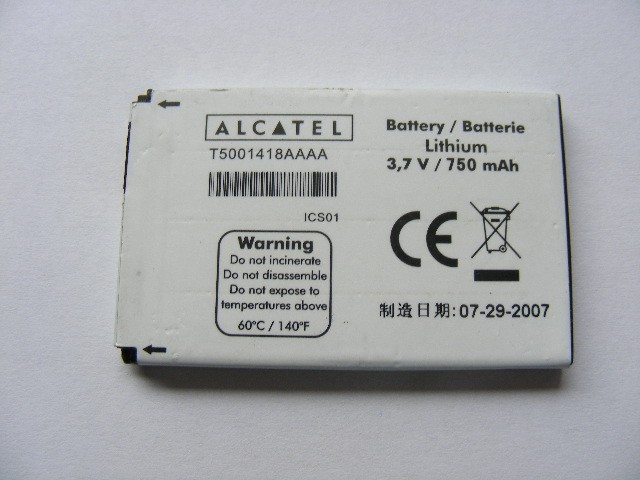 ALCATEL
T5001418AAAA
ICS01
Warning
Do not incinerate
Do not disassemble
Do not expose to
temperatures above
60°C / 140°F
Battery / Batterie
Lithium
3,7 V / 750 mAh
CE
制造日期:07-29-2007